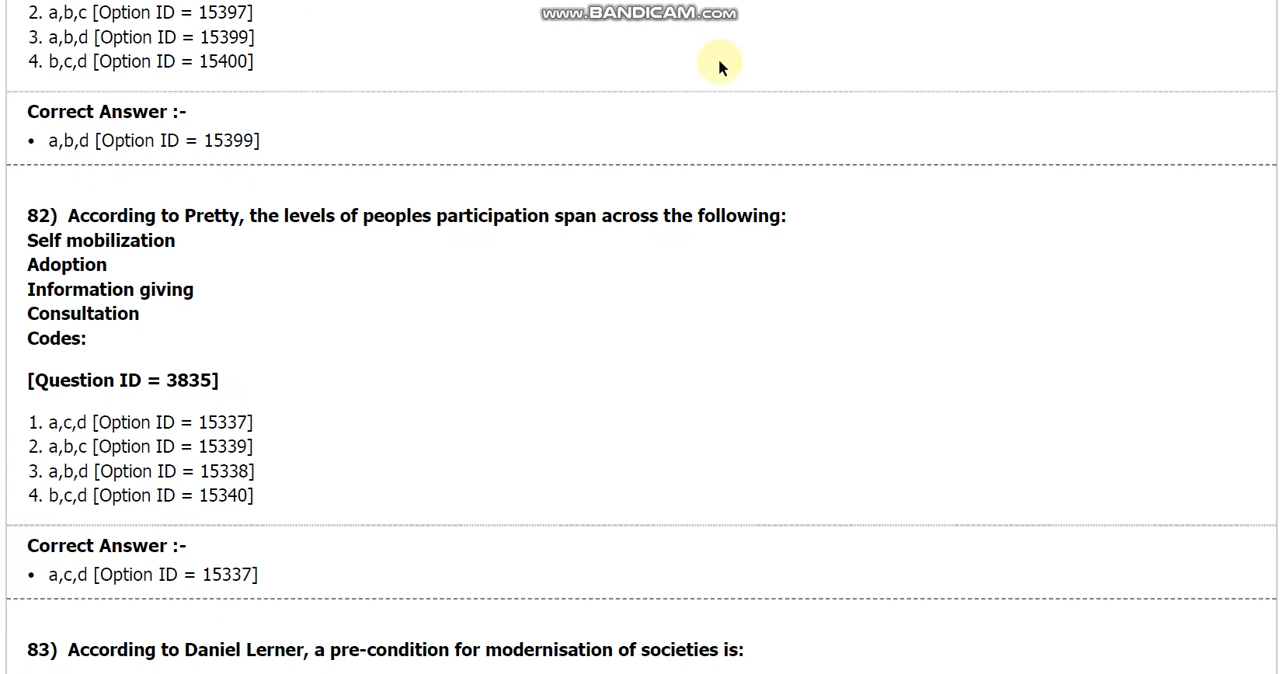 2. a,b,c [Option ID = 15397]
www.BANDICAM.com
3. a,b,d [Option ID = 15399]
4. b,c,d [Option ID = 15400]
Correct Answer :-
• a,b,d [Option ID = 15399]
82) According to Pretty, the levels of peoples participation span across the following:
Self mobilization
Adoption
Information giving
Consultation
Codes:
[Question ID = 3835]
1. a,c,d [Option ID = 15337]
2. a,b,c [Option ID = 15339]
3. a,b,d [Option ID = 15338]
4. b,c,d [Option ID = 15340]
Correct Answer :-
• a,c,d [Option ID = 15337]
83) According to Daniel Lerner, a pre-condition for modernisation of societies is: